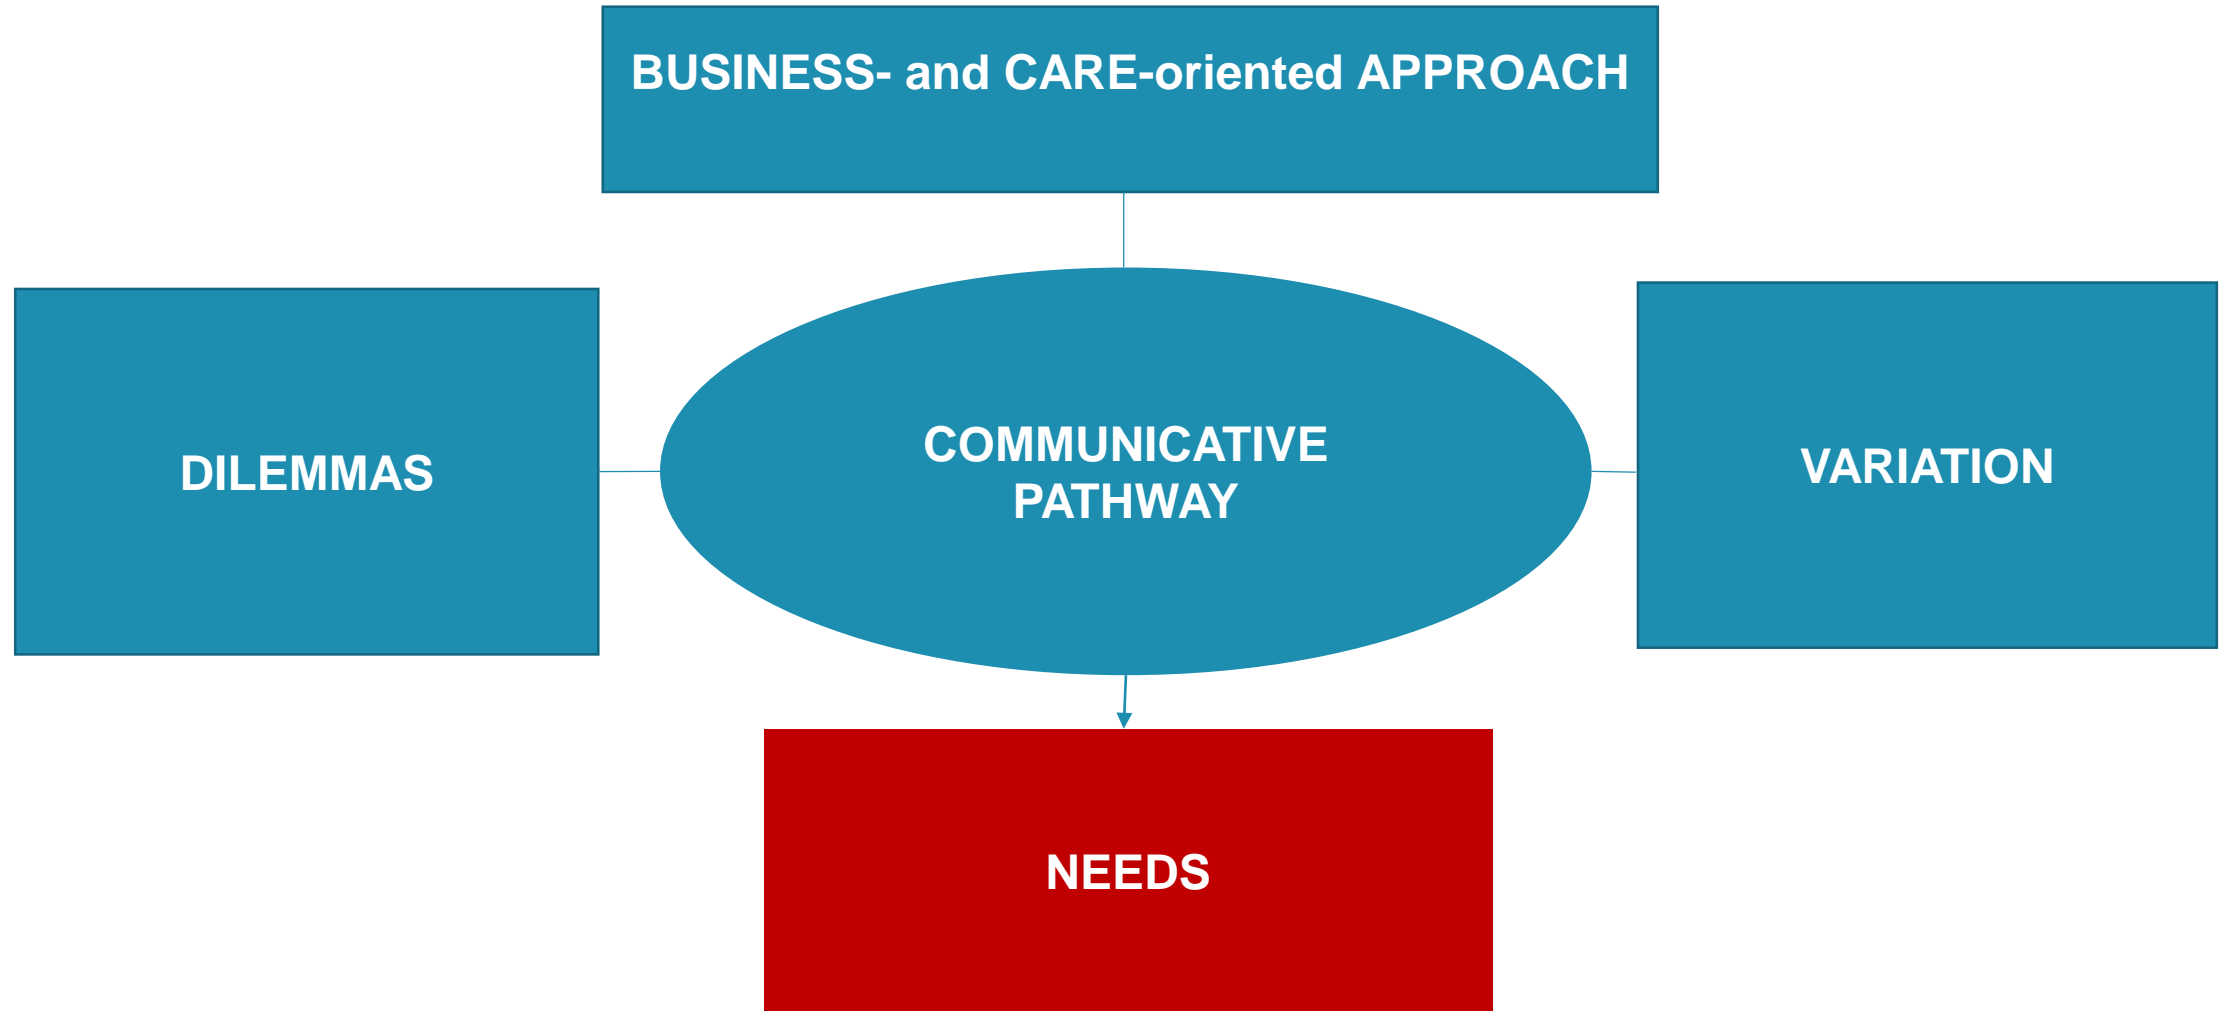 BUSINESS- and CARE-oriented APPROACH
DILEMMAS
COMMUNICATIVE
PATHWAY
VARIATION
NEEDS